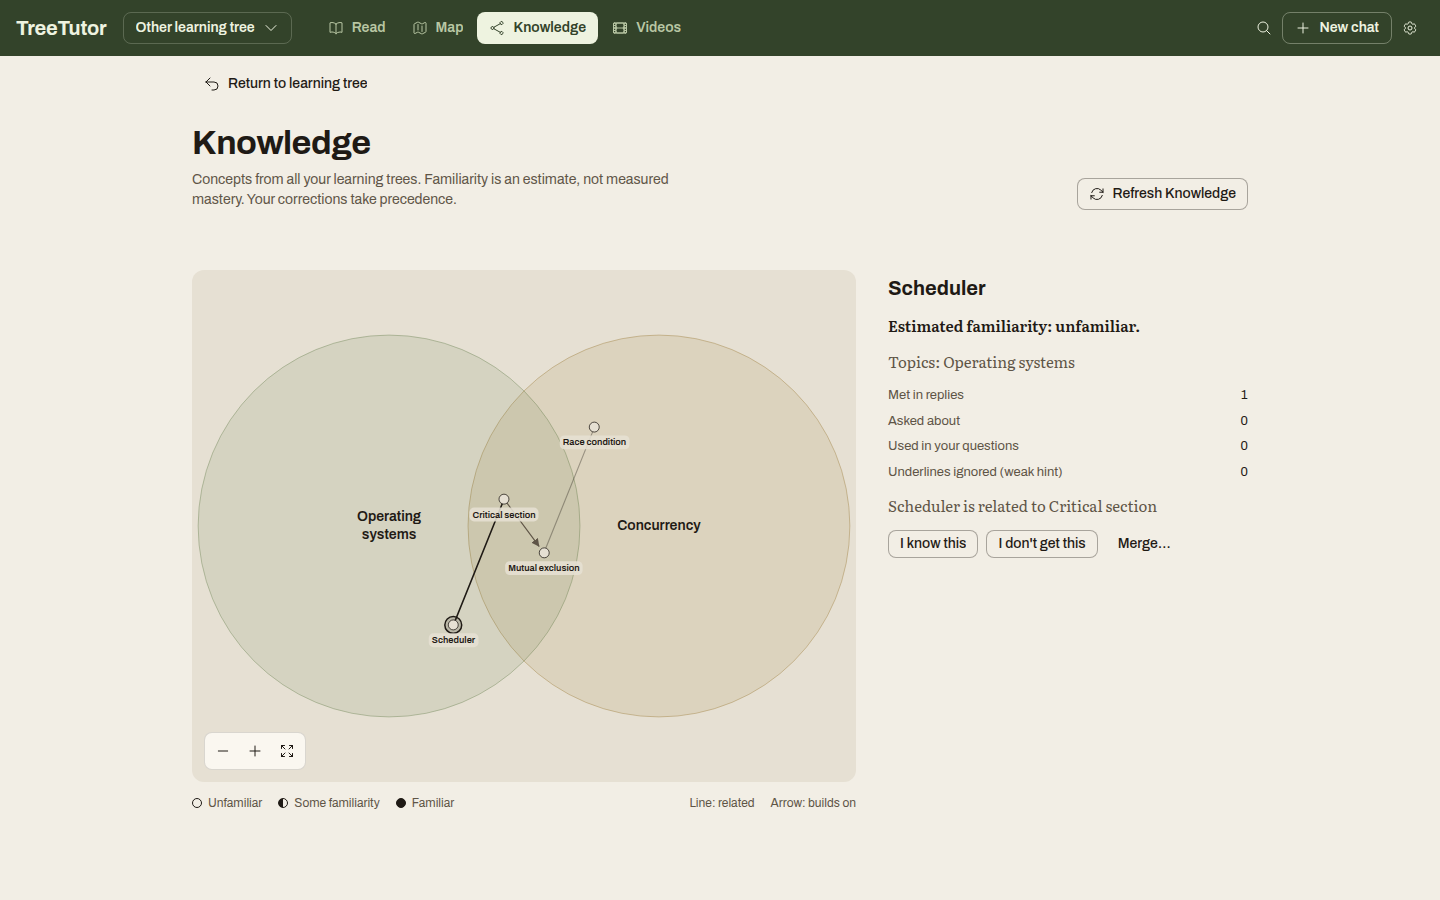 TreeTutor
Other learning tree
Read
Map
Knowledge
Videos
New chat
Return to learning tree
Knowledge
Concepts from all your learning trees. Familiarity is an estimate, not measured
mastery. Your corrections take precedence.
Refresh Knowledge
Race condition
Critical section
Operating
systems
Concurrency
Mutual exclusion
Scheduler
Unfamiliar
Some familiarity
Familiar
Line: related
Arrow: builds on
Scheduler
Estimated familiarity: unfamiliar.
Topics: Operating systems
Met in replies 1
Asked about 0
Used in your questions 0
Underlines ignored (weak hint) 0
Scheduler is related to Critical section
I know this
I don't get this
Merge...